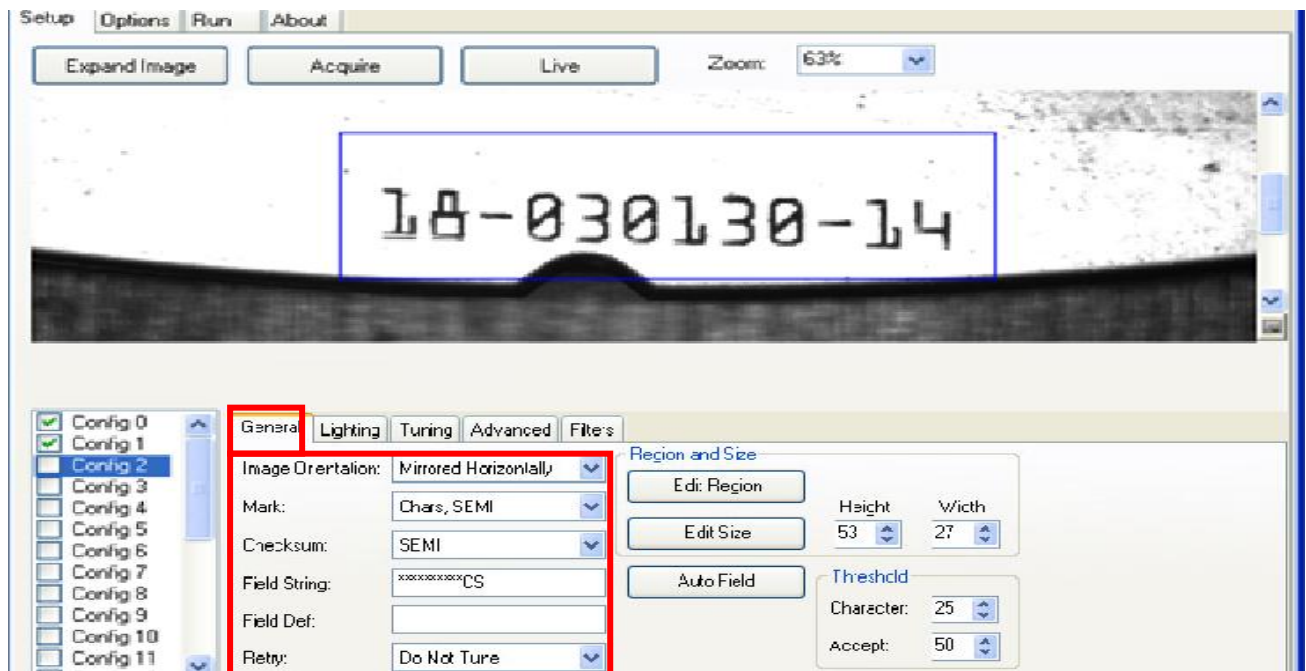 Setup Options Run About
Expand Image Acquire Live Zoom: 63%
18-030130-14
Config 0
Config 1
Config 2
Config 3
Config 4
Config 5
Config 6
Config 7
Config 8
Config 9
Config 10
Config 11
General Lighting Tuning Advanced Filters
Image Orientation: Mirrored Horizontally
Mark: Chars, SEMI
Checksum: SEMI
Field String: CS
Field Def:
Retry: Do Not Tune
Region and Size
Edit Region
Edit Size
Height Width
53 27
Auto Field
Threshold
Character: 25
Accept: 50